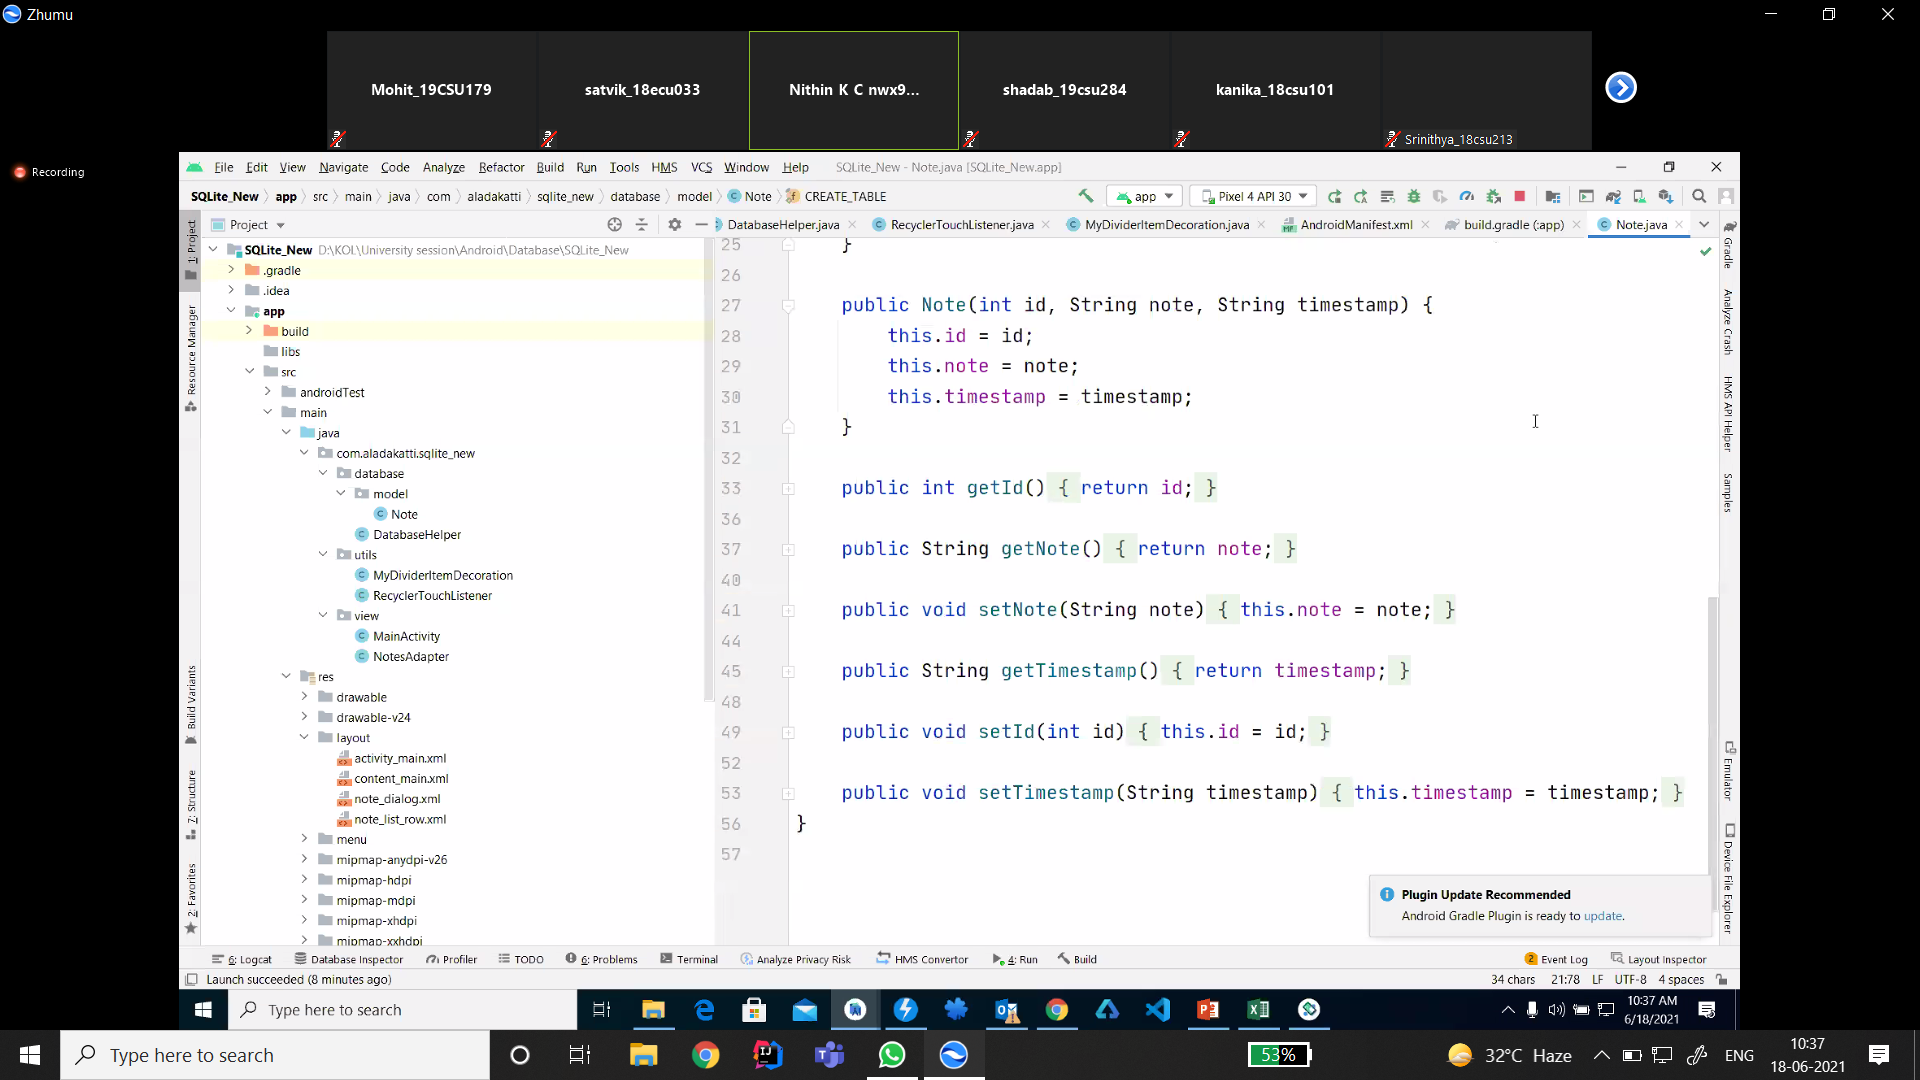 Zhumu
Mohit_19CSU179
satvik_18ecu033
Nithin K C nwx9...
shadab_19csu284
kanika_18csu101
Srinithya_18csu213
Recording
File Edit View Navigate Code Analyze Refactor Build Run Tools HMS VCS Window Help SQLite_New - Note.java [SQLite_New.app]
SQLite_New app src main java com aladakatti sqlite_new database model Note CREATE_TABLE app Pixel 4 API 30
Project DatabaseHelper.java RecyclerTouchListener.java MyDividerItemDecoration.java AndroidManifest.xml build.gradle (:app) Note.java
SQLite_New D:\KOL\University session\Android\Database\SQLite_New
.gradle
.idea
app
build
libs
src
androidTest
main
java
com.aladakatti.sqlite_new
database
model
Note
DatabaseHelper
utils
MyDividerItemDecoration
RecyclerTouchListener
view
MainActivity
NotesAdapter
res
drawable
drawable-v24
layout
activity_main.xml
content_main.xml
note_dialog.xml
note_list_row.xml
menu
mipmap-anydpi-v26
mipmap-hdpi
mipmap-mdpi
mipmap-xhdpi
mipmap-xxhdpi
1: Project
Resource Manager
Build Variants
7: Structure
2: Favorites
25 }
26
27 public Note(int id, String note, String timestamp) {
28 this.id = id;
29 this.note = note;
30 this.timestamp = timestamp;
31 }
32
33 public int getId() { return id; }
36
37 public String getNote() { return note; }
40
41 public void setNote(String note) { this.note = note; }
44
45 public String getTimestamp() { return timestamp; }
48
49 public void setId(int id) { this.id = id; }
52
53 public void setTimestamp(String timestamp) { this.timestamp = timestamp; }
56 }
57
Gradle
Analyze Crash
HMS API Helper
Samples
Emulator
Device File Explorer
Plugin Update Recommended
Android Gradle Plugin is ready to update.
6: Logcat Database Inspector Profiler TODO 6: Problems Terminal Analyze Privacy Risk HMS Convertor 4: Run Build 2 Event Log Layout Inspector
Launch succeeded (8 minutes ago) 34 chars 21:78 LF UTF-8 4 spaces
Type here to search
10:37 AM
6/18/2021
Type here to search 53% 32°C Haze ENG
10:37
18-06-2021